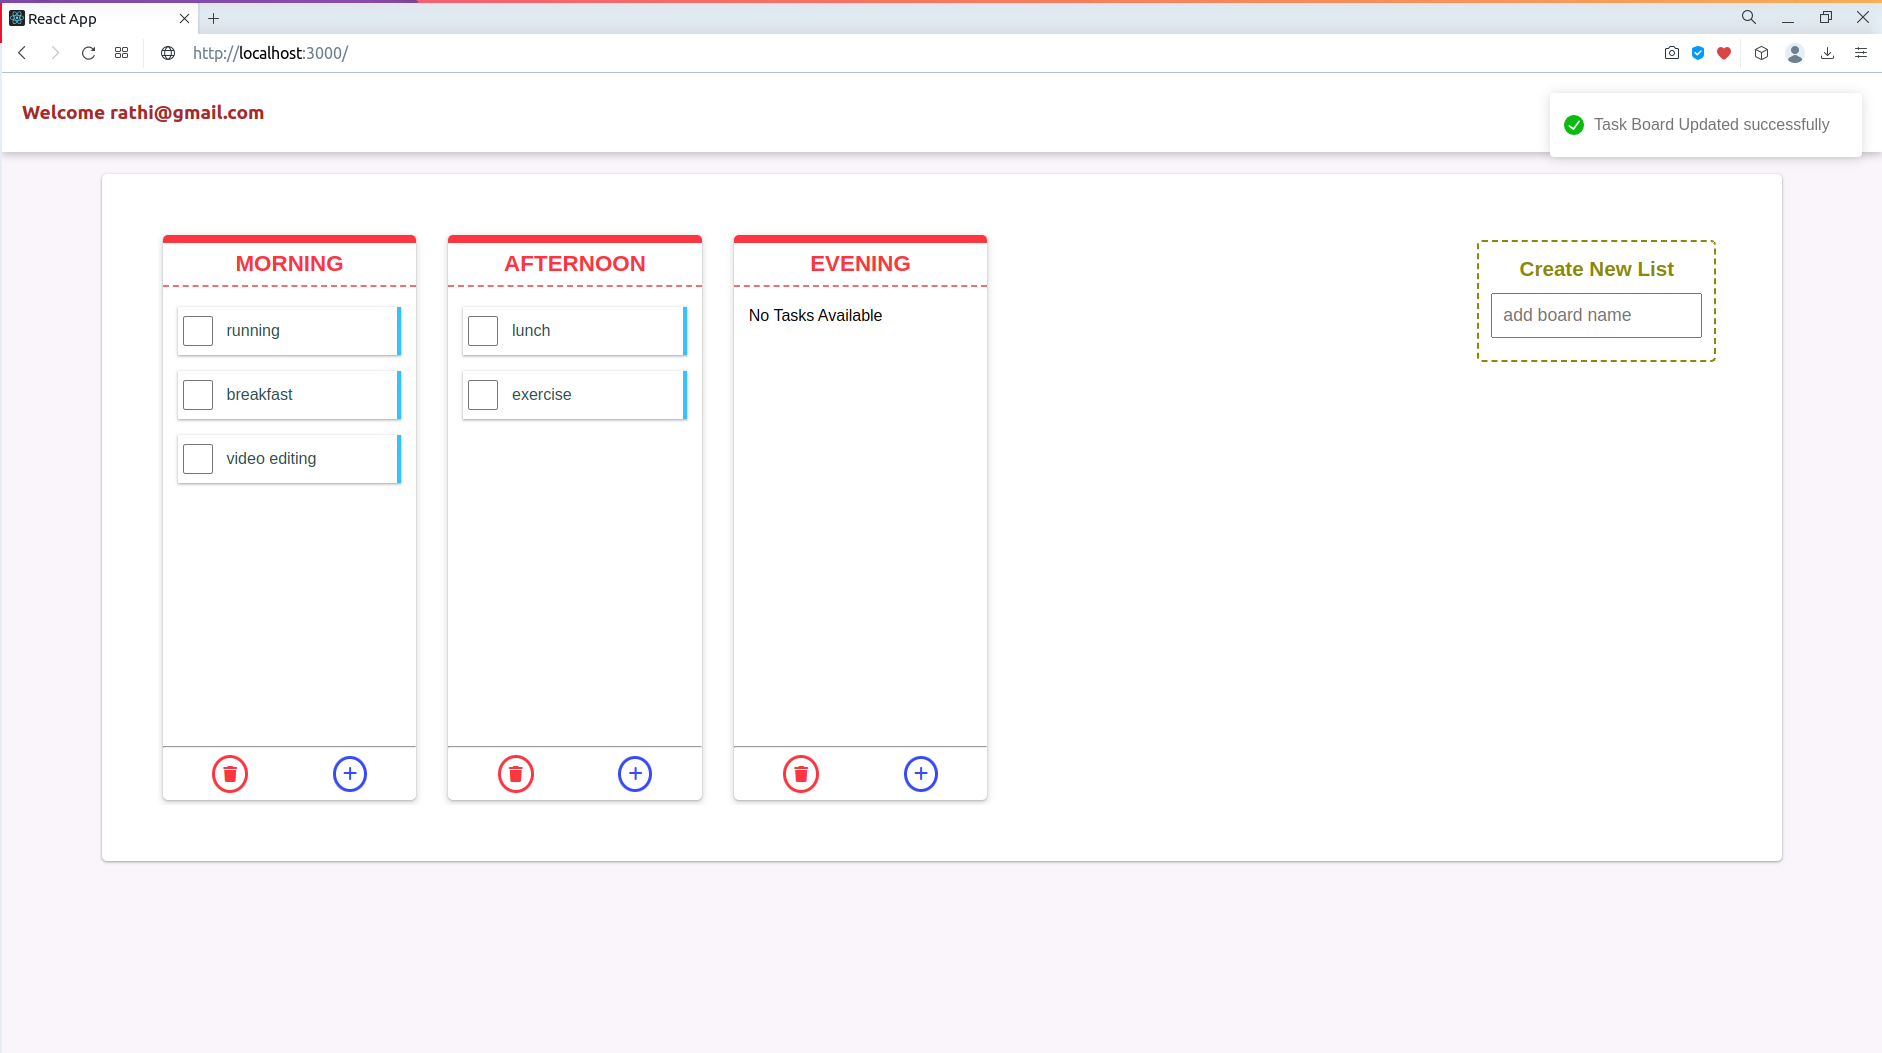 React App
http://localhost:3000/
Welcome rathi@gmail.com
Task Board Updated successfully
MORNING
running
breakfast
video editing
AFTERNOON
lunch
exercise
EVENING
No Tasks Available
Create New List
add board name